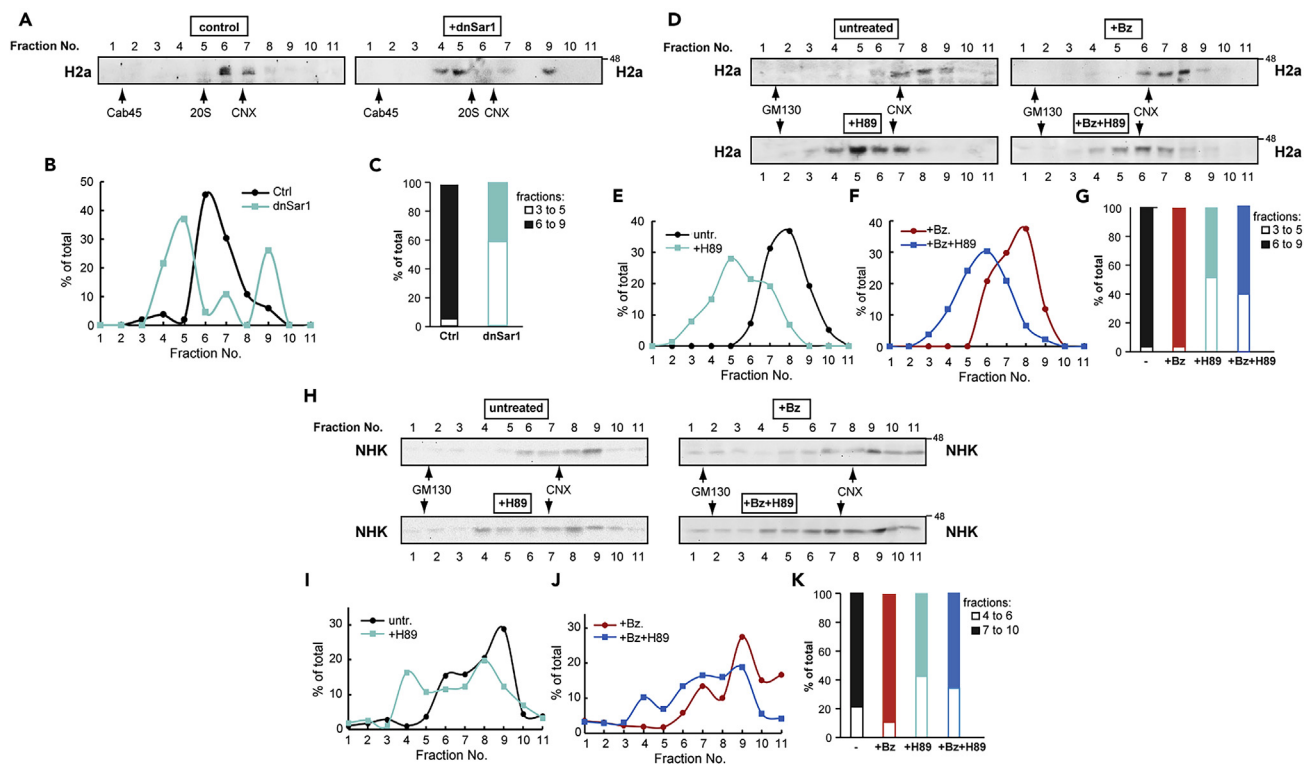 A
control
+dnSar1
Fraction No. 1 2 3 4 5 6 7 8 9 10 11 1 2 3 4 5 6 7 8 9 10 11
48
H2a H2a
Cab45 20S CNX Cab45 20S CNX
B
50
40
30
20
10
0
% of total
Ctrl
dnSar1
1 2 3 4 5 6 7 8 9 10 11
Fraction No.
C
100
80
60
40
20
0
% of total
fractions:
3 to 5
6 to 9
Ctrl dnSar1
D
untreated
+Bz
Fraction No. 1 2 3 4 5 6 7 8 9 10 11 1 2 3 4 5 6 7 8 9 10 11
48
H2a H2a
GM130 CNX GM130 CNX
+H89
+Bz+H89
48
H2a H2a
1 2 3 4 5 6 7 8 9 10 11 1 2 3 4 5 6 7 8 9 10 11
E
40
30
20
10
0
% of total
untr.
+H89
1 2 3 4 5 6 7 8 9 10 11
Fraction No.
F
40
30
20
10
0
% of total
+Bz.
+Bz+H89
1 2 3 4 5 6 7 8 9 10 11
Fraction No.
G
100
80
60
40
20
0
% of total
fractions:
3 to 5
6 to 9
- +Bz +H89 +Bz+H89
H
untreated
+Bz
Fraction No. 1 2 3 4 5 6 7 8 9 10 11 1 2 3 4 5 6 7 8 9 10 11
48
NHK NHK
GM130 CNX GM130 CNX
+H89
+Bz+H89
48
NHK NHK
1 2 3 4 5 6 7 8 9 10 11 1 2 3 4 5 6 7 8 9 10 11
I
30
20
10
0
% of total
untr.
+H89
1 2 3 4 5 6 7 8 9 10 11
Fraction No.
J
30
20
10
0
% of total
+Bz.
+Bz+H89
1 2 3 4 5 6 7 8 9 10 11
Fraction No.
K
100
80
60
40
20
0
% of total
fractions:
4 to 6
7 to 10
- +Bz +H89 +Bz+H89